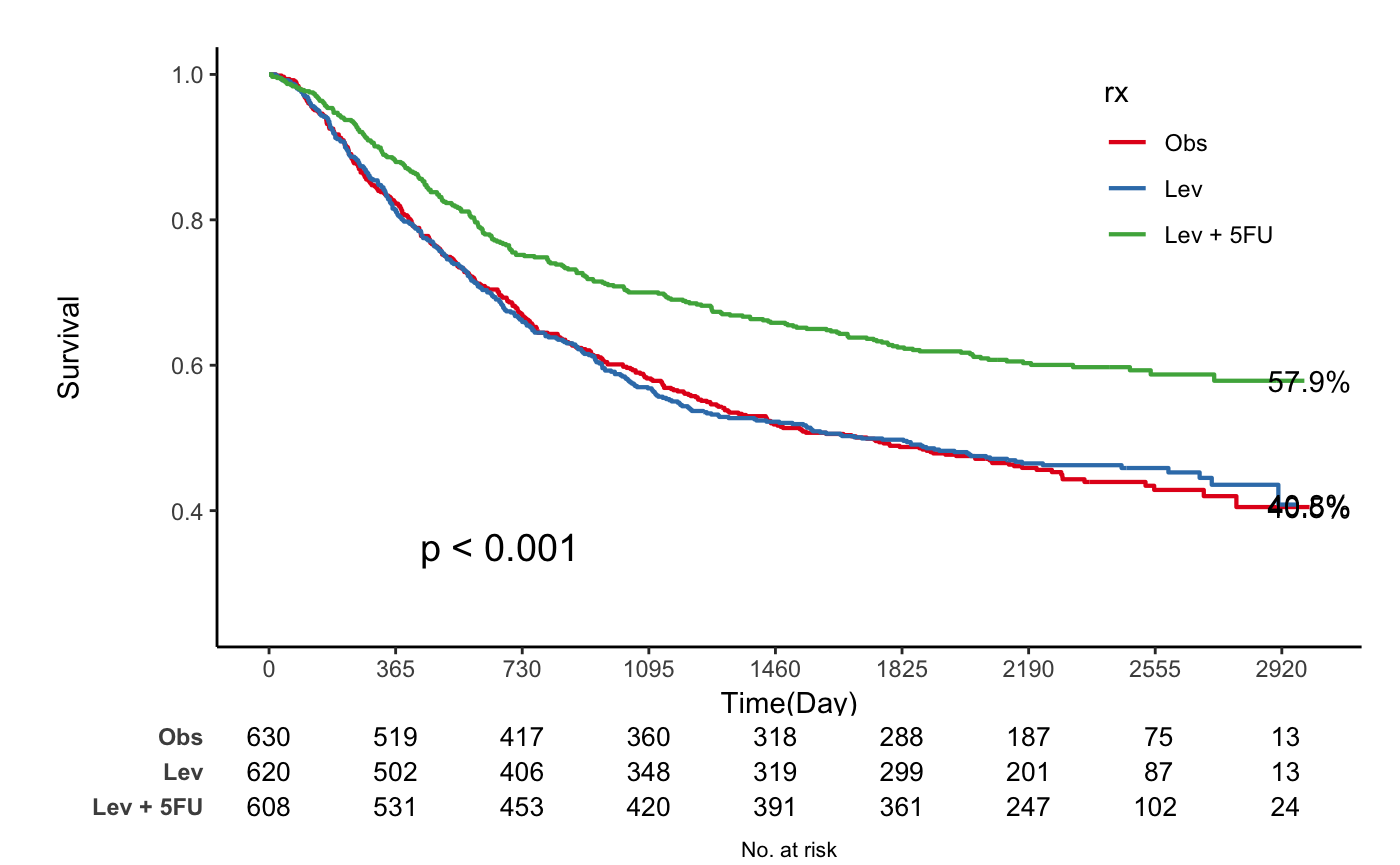 1.0
0.8
0.6
0.4
Survival
rx
Obs
Lev
Lev + 5FU
57.9%
p < 0.001
0 365 730 1095 1460 1825 2190 2555 2920
Time(Day)
Obs 630 519 417 360 318 288 187 75 13
Lev 620 502 406 348 319 299 201 87 13
Lev + 5FU 608 531 453 420 391 361 247 102 24
No. at risk